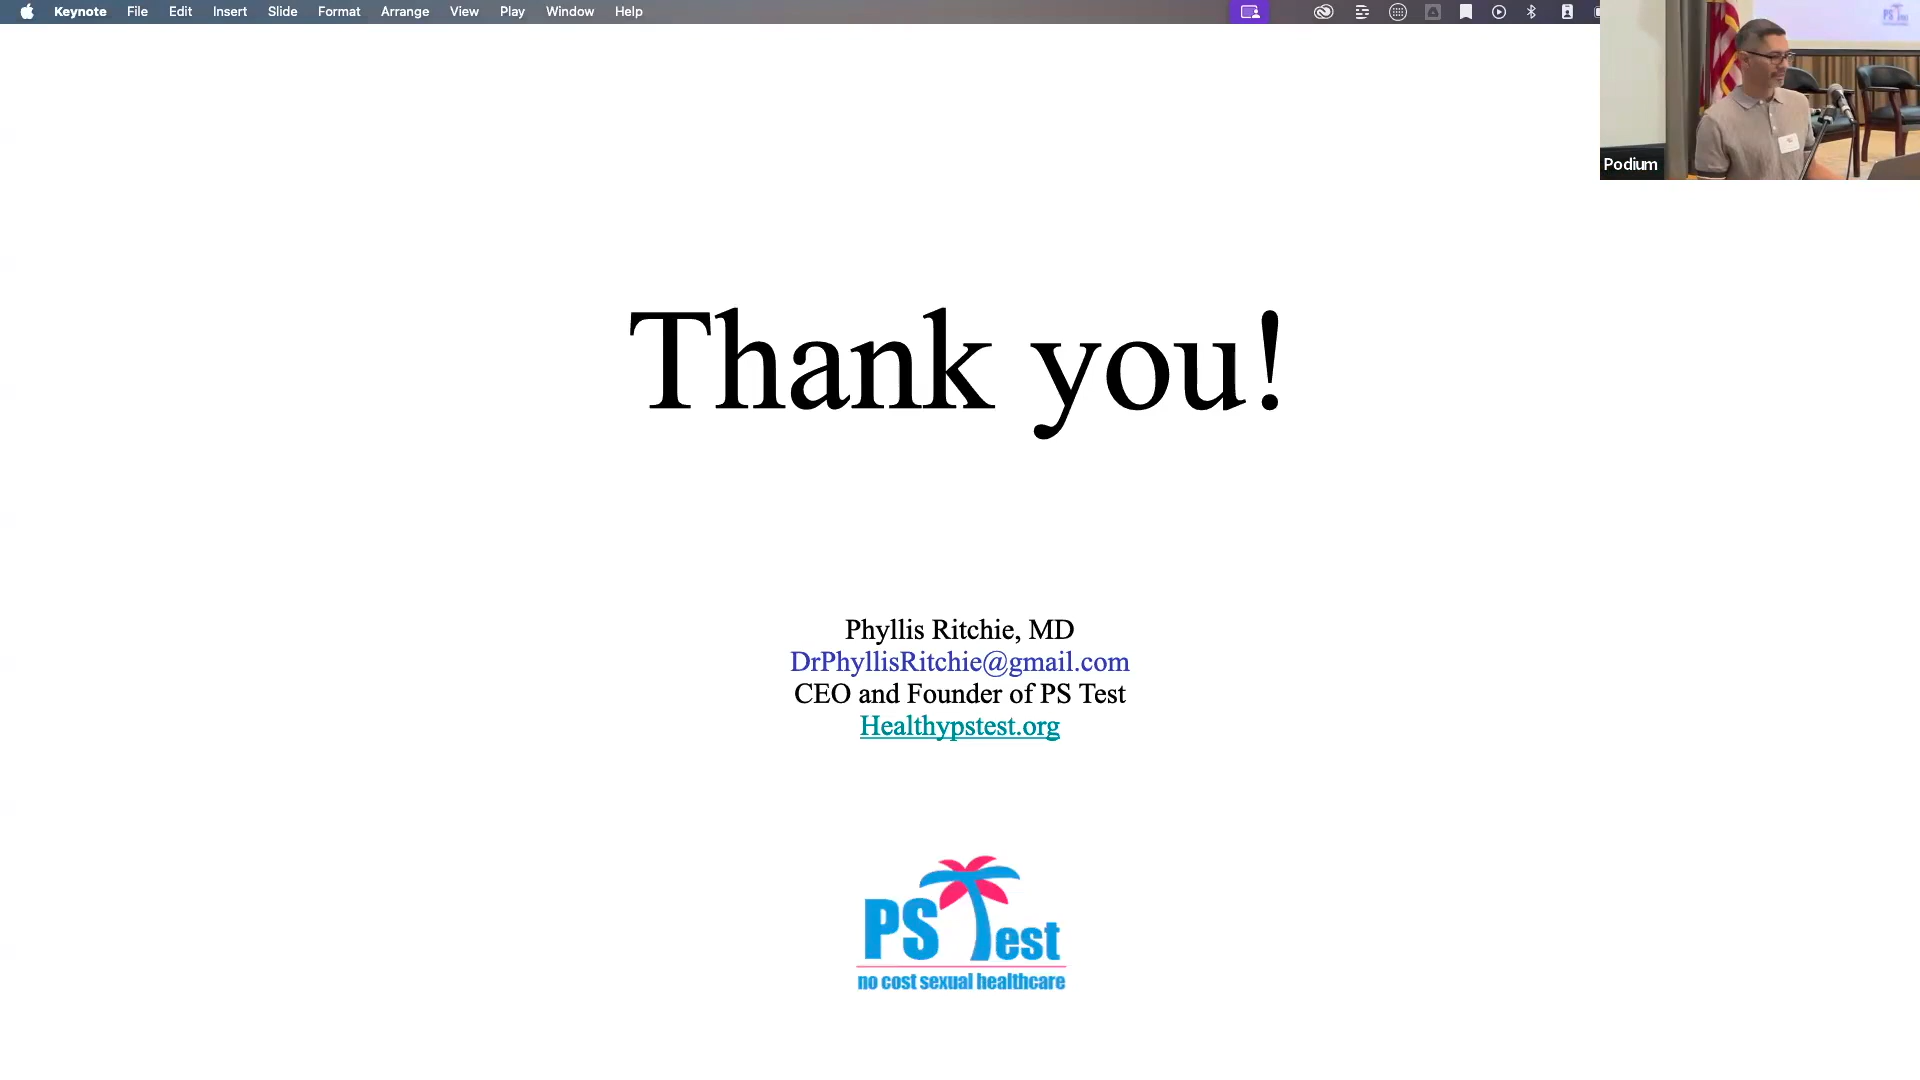 Keynote File Edit Insert Slide Format Arrange View Play Window Help
Podium
Thank you!
Phyllis Ritchie, MD
DrPhyllisRitchie@gmail.com
CEO and Founder of PS Test
Healthypstest.org
PS Test
no cost sexual healthcare